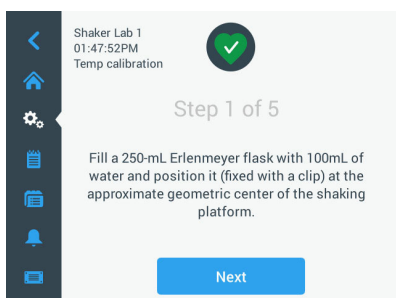 Shaker Lab 1
01:47:52PM
Temp calibration
Step 1 of 5
Fill a 250-mL Erlenmeyer flask with 100mL of
water and position it (fixed with a clip) at the
approximate geometric center of the shaking
platform.
Next